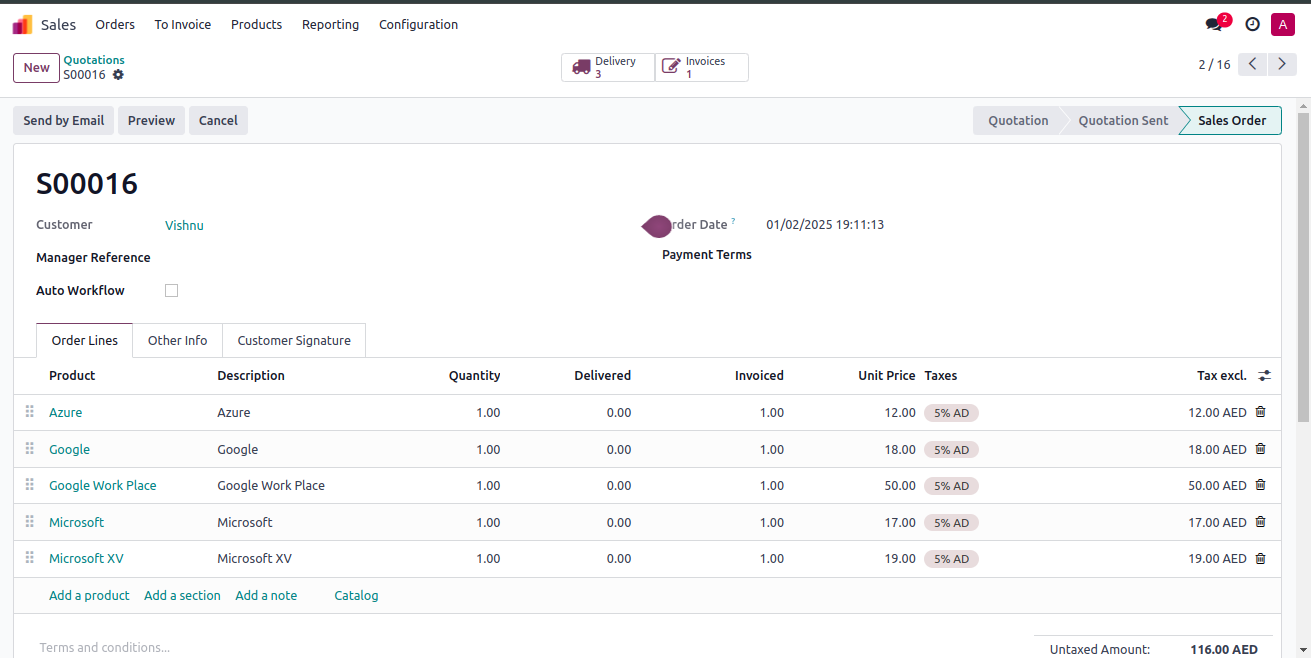 Sales Orders To Invoice Products Reporting Configuration 2 A
New Quotations Delivery Invoices 2 / 16
S00016 3 1
Send by Email Preview Cancel Quotation Quotation Sent Sales Order
S00016
Customer Vishnu rder Date ? 01/02/2025 19:11:13
Manager Reference Payment Terms
Auto Workflow
Order Lines Other Info Customer Signature
Product Description Quantity Delivered Invoiced Unit Price Taxes Tax excl.
Azure Azure 1.00 0.00 1.00 12.00 5% AD 12.00 AED
Google Google 1.00 0.00 1.00 18.00 5% AD 18.00 AED
Google Work Place Google Work Place 1.00 0.00 1.00 50.00 5% AD 50.00 AED
Microsoft Microsoft 1.00 0.00 1.00 17.00 5% AD 17.00 AED
Microsoft XV Microsoft XV 1.00 0.00 1.00 19.00 5% AD 19.00 AED
Add a product Add a section Add a note Catalog
Terms and conditions... Untaxed Amount: 116.00 AED